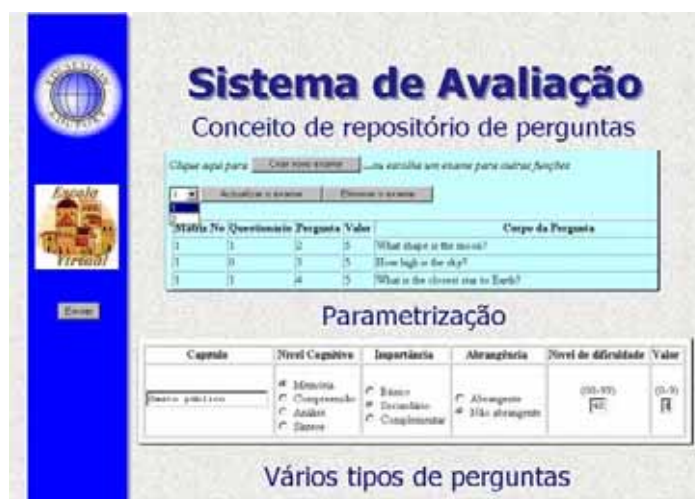 Sistema de Avaliação
Conceito de repositório de perguntas
Clique aqui para Criar novo exame ...ou escolha um exame para outras funções
Actualizar o exame Eliminar o exame
Matriz No Questionário Pergunta Valor Corpo da Pergunta
1 1 2 5 What shape is the moon?
1 0 3 5 How high is the sky?
1 1 4 5 What is the closest star to Earth?
Escola
Virtual
Enviar
Parametrização
Capítulo Nível Cognitivo Importância Abrangência Nível de dificuldade Valor
Memória
Compreensão
Análise
Síntese
Básico
Secundário
Complementar
Abrangente
Não abrangente
(00-99)
(0-9)
público
Vários tipos de perguntas